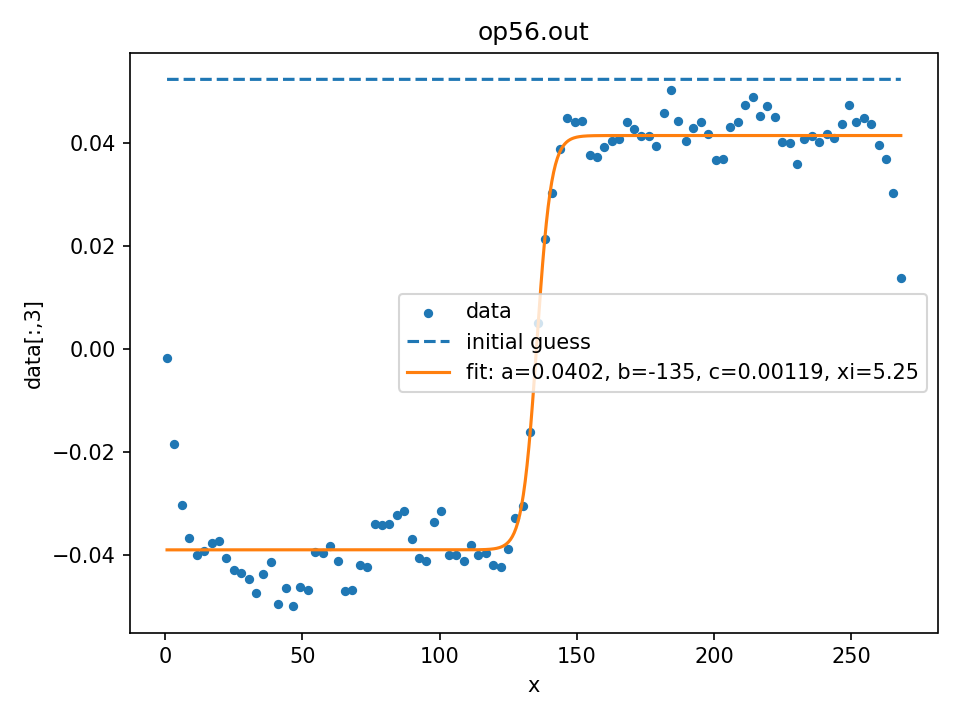 op56.out
data[:,3]
0.04
0.02
0.00
−0.02
−0.04
data
initial guess
fit: a=0.0402, b=-135, c=0.00119, xi=5.25
0 50 100 150 200 250
x